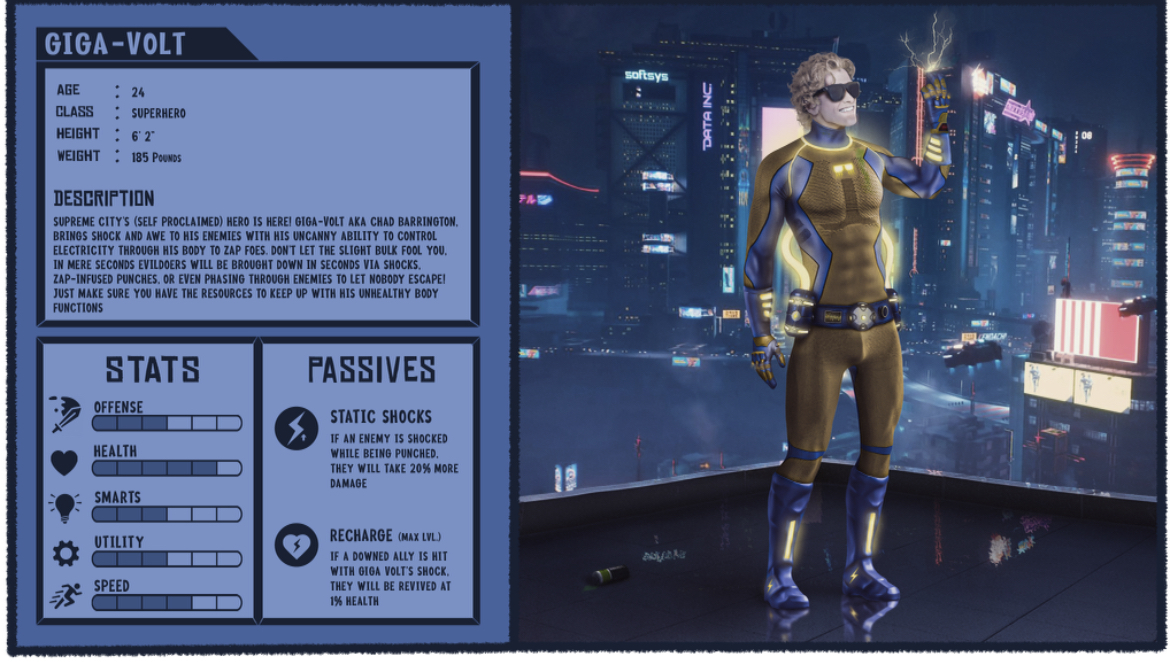 GIGA-VOLT
AGE : 24
CLASS : SUPERHERO
HEIGHT : 6' 2"
WEIGHT : 185 POUNDS
DESCRIPTION
SUPREME CITY'S (SELF PROCLAIMED) HERO IS HERE! GIGA-VOLT AKA CHAD BARRINGTON,
BRINGS SHOCK AND AWE TO HIS ENEMIES WITH HIS UNCANNY ABILITY TO CONTROL
ELECTRICITY THROUGH HIS BODY TO ZAP FOES. DON'T LET THE SLIGHT BULK FOOL YOU,
IN MERE SECONDS EVILDOERS WILL BE BROUGHT DOWN IN SECONDS VIA SHOCKS,
ZAP-INFUSED PUNCHES, OR EVEN PHASING THROUGH ENEMIES TO LET NOBODY ESCAPE!
JUST MAKE SURE YOU HAVE THE RESOURCES TO KEEP UP WITH HIS UNHEALTHY BODY
FUNCTIONS
STATS
OFFENSE
HEALTH
SMARTS
UTILITY
SPEED
PASSIVES
STATIC SHOCKS
IF AN ENEMY IS SHOCKED
WHILE BEING PUNCHED,
THEY WILL TAKE 20% MORE
DAMAGE
RECHARGE (MAX LVL.)
IF A DOWNED ALLY IS HIT
WITH GIGA VOLT'S SHOCK,
THEY WILL BE REVIVED AT
1% HEALTH
softsys
DATA INC.